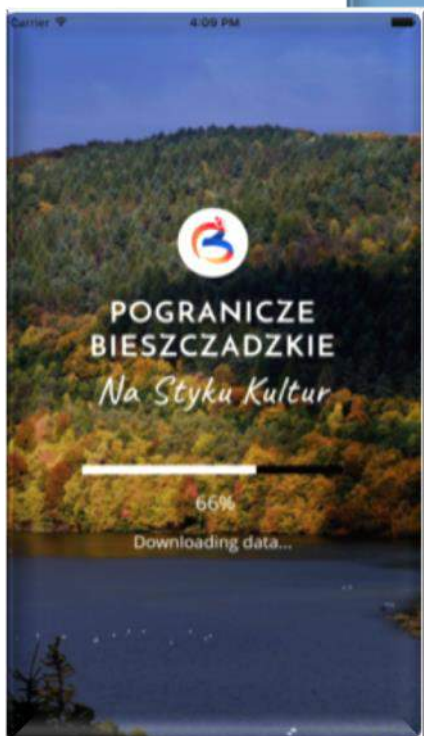 Carrier 4:09 PM
POGRANICZE
BIESZCZADZKIE
Na Styku Kultur
66%
Downloading data...